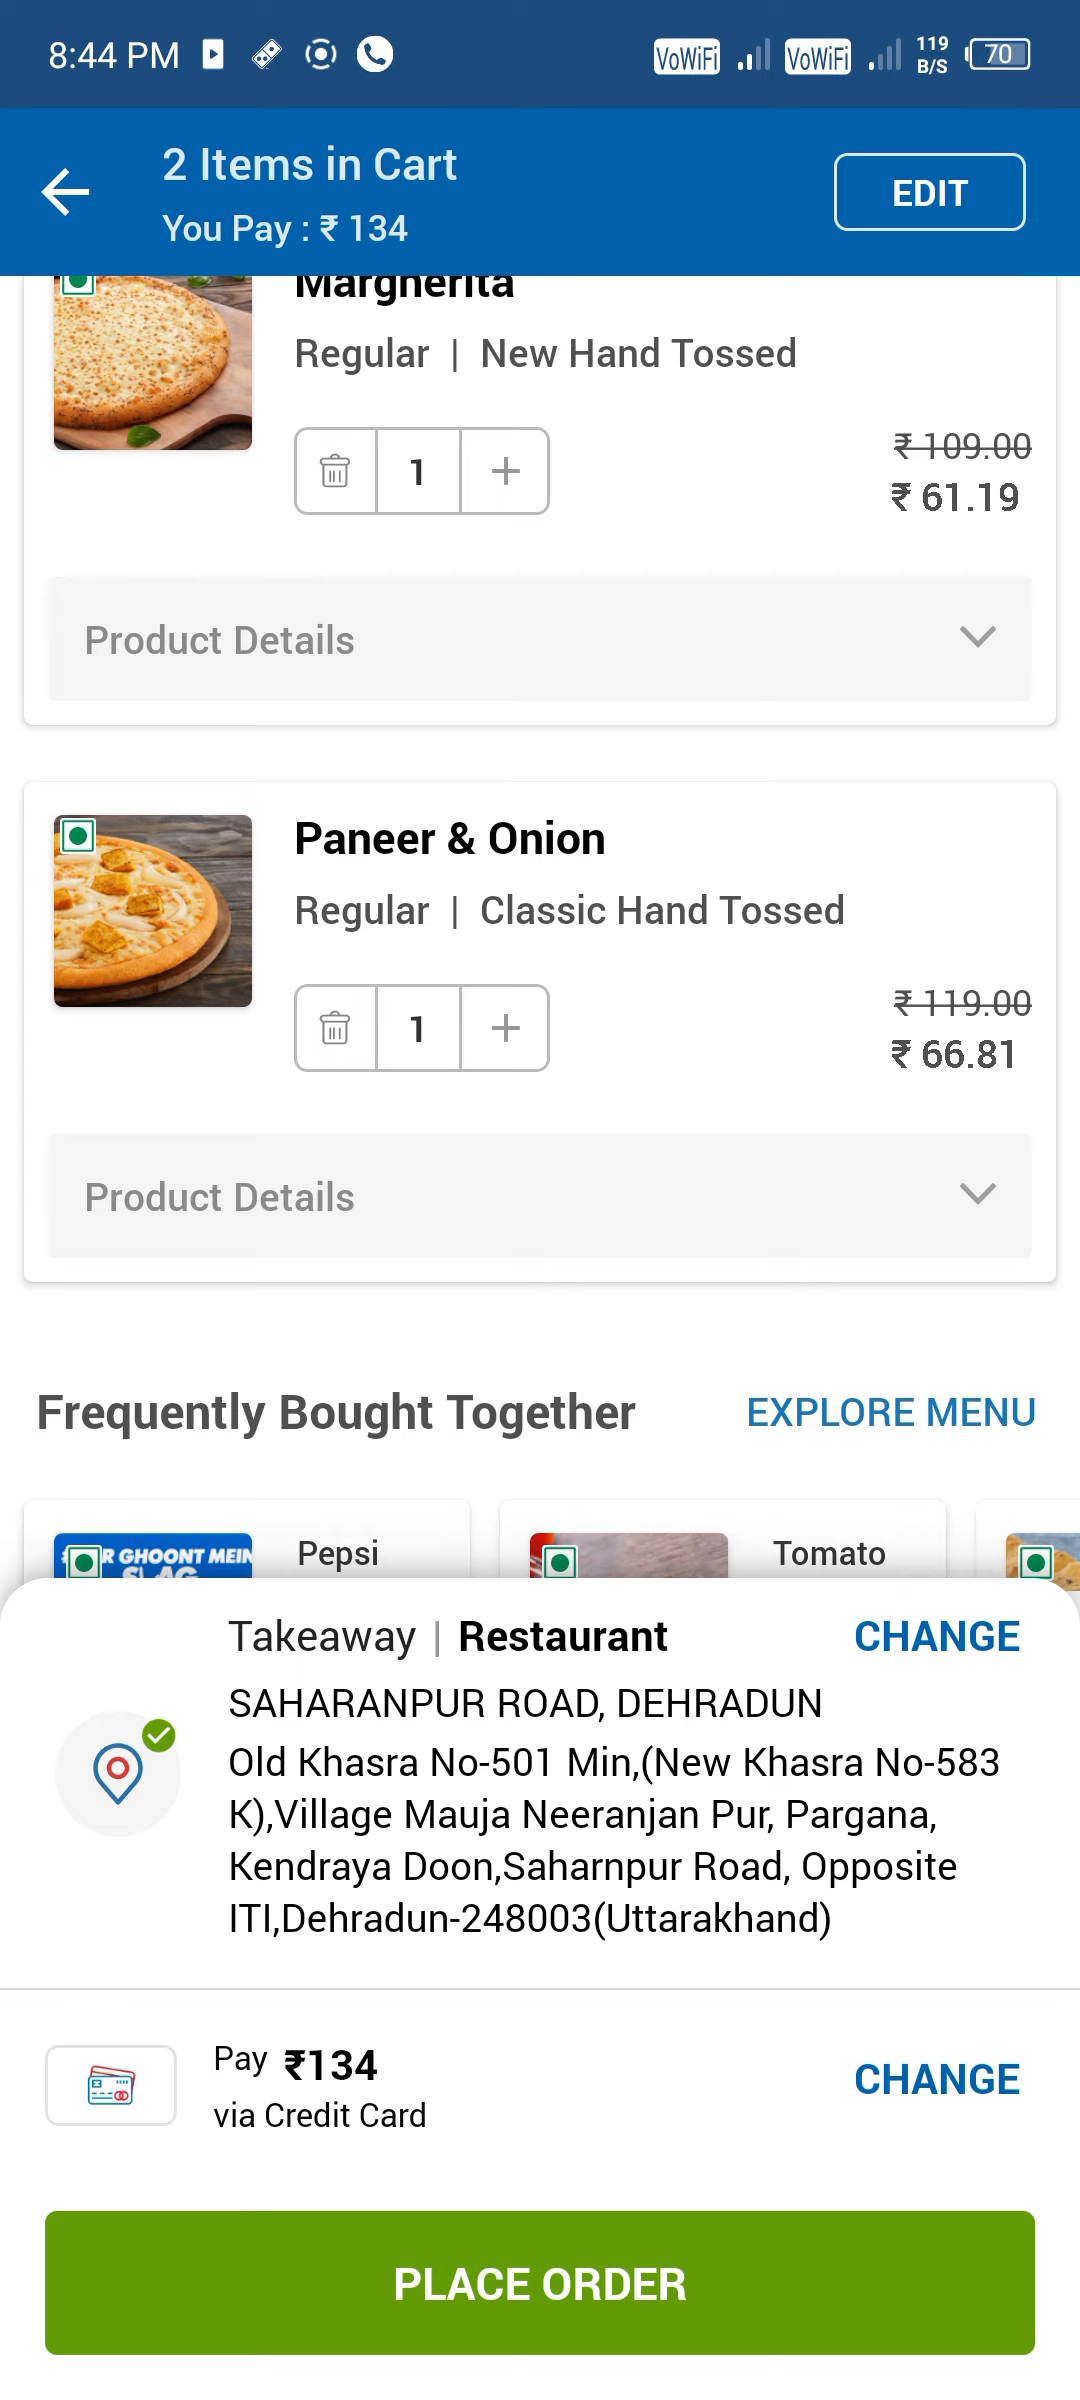 8:44 PM
VoWiFi VoWiFi 119 B/S 70
2 Items in Cart
You Pay : ₹ 134
EDIT
Margherita
Regular | New Hand Tossed
₹ 109.00
1
₹ 61.19
Product Details
Paneer & Onion
Regular | Classic Hand Tossed
₹ 119.00
1
₹ 66.81
Product Details
Frequently Bought Together EXPLORE MENU
Pepsi
Tomato
R GHOONT MEIN
Takeaway | Restaurant CHANGE
SAHARANPUR ROAD, DEHRADUN
Old Khasra No-501 Min,(New Khasra No-583
K),Village Mauja Neeranjan Pur, Pargana,
Kendraya Doon,Saharnpur Road, Opposite
ITI,Dehradun-248003(Uttarakhand)
Pay ₹134
CHANGE
via Credit Card
PLACE ORDER